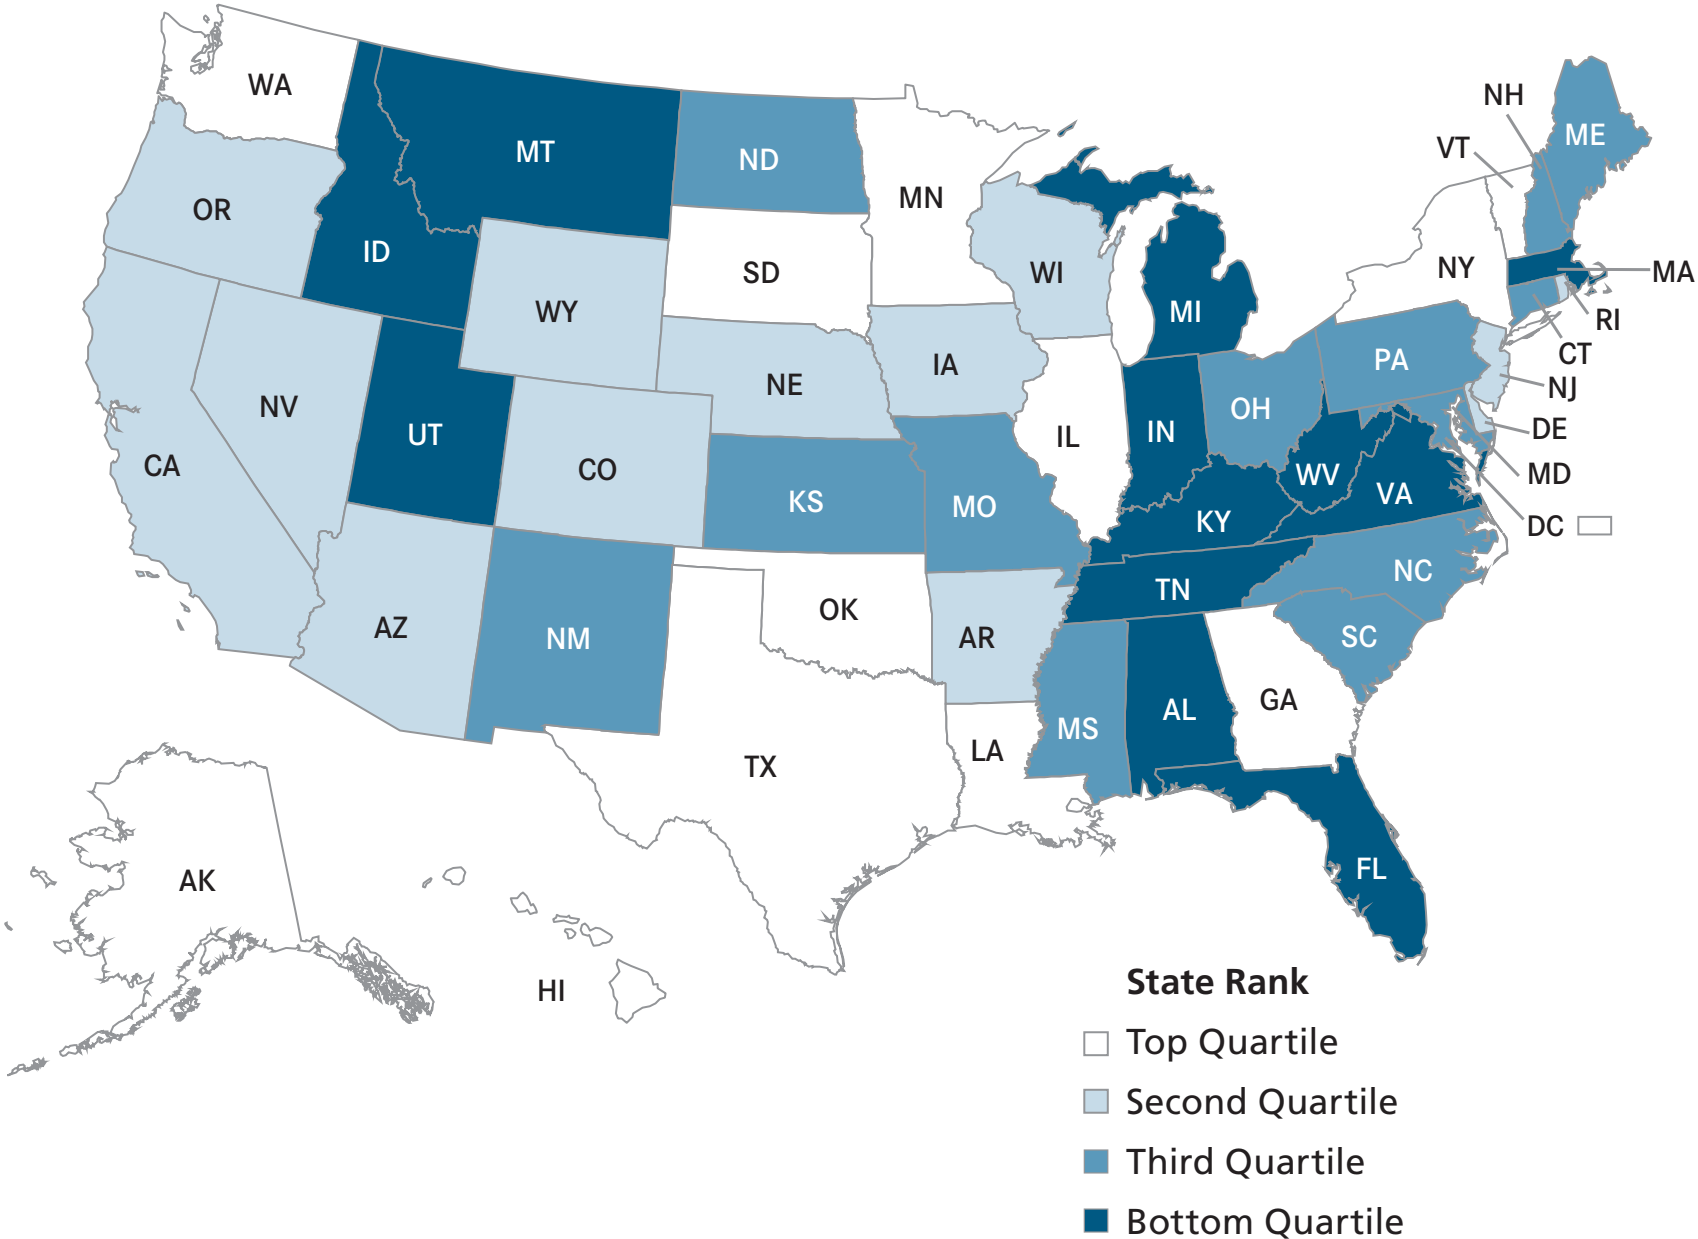 WA
MT
ND
MN
OR
ID
SD
WI
MI
NH
VT
ME
NY
MA
RI
CT
NJ
DE
MD
DC
WY
NV
UT
CA
CO
NE
IA
IL
IN
OH
PA
WV
VA
KS
MO
KY
NC
TN
SC
AZ
NM
OK
AR
TX
LA
MS
AL
GA
FL
AK
HI
State Rank
Top Quartile
Second Quartile
Third Quartile
Bottom Quartile